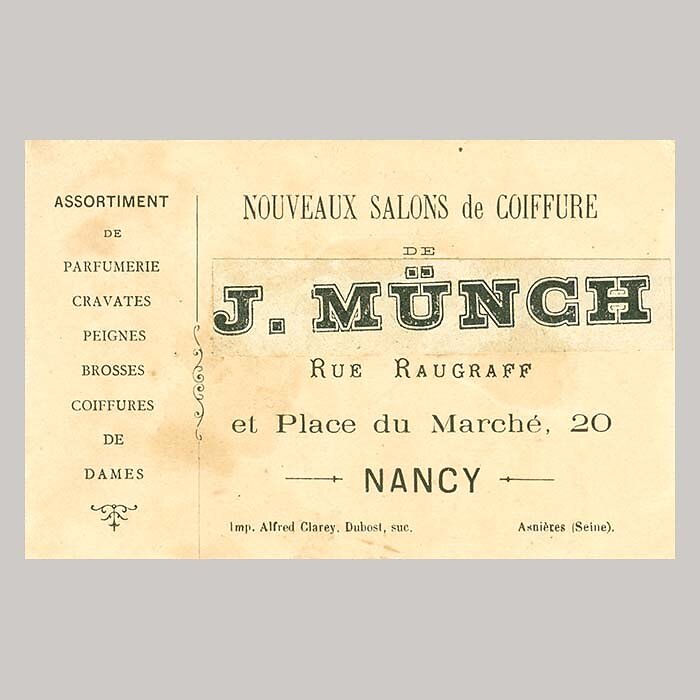 ASSORTIMENT
DE
PARFUMERIE
CRAVATES
PEIGNES
BROSSES
COIFFURES
DE
DAMES
NOUVEAUX SALONS de COIFFURE
DE
J. MÜNCH
RUE RAUGRAFF
et Place du Marché, 20
NANCY
Imp. Alfred Clarey, Dubost, suc. Asnières (Seine).